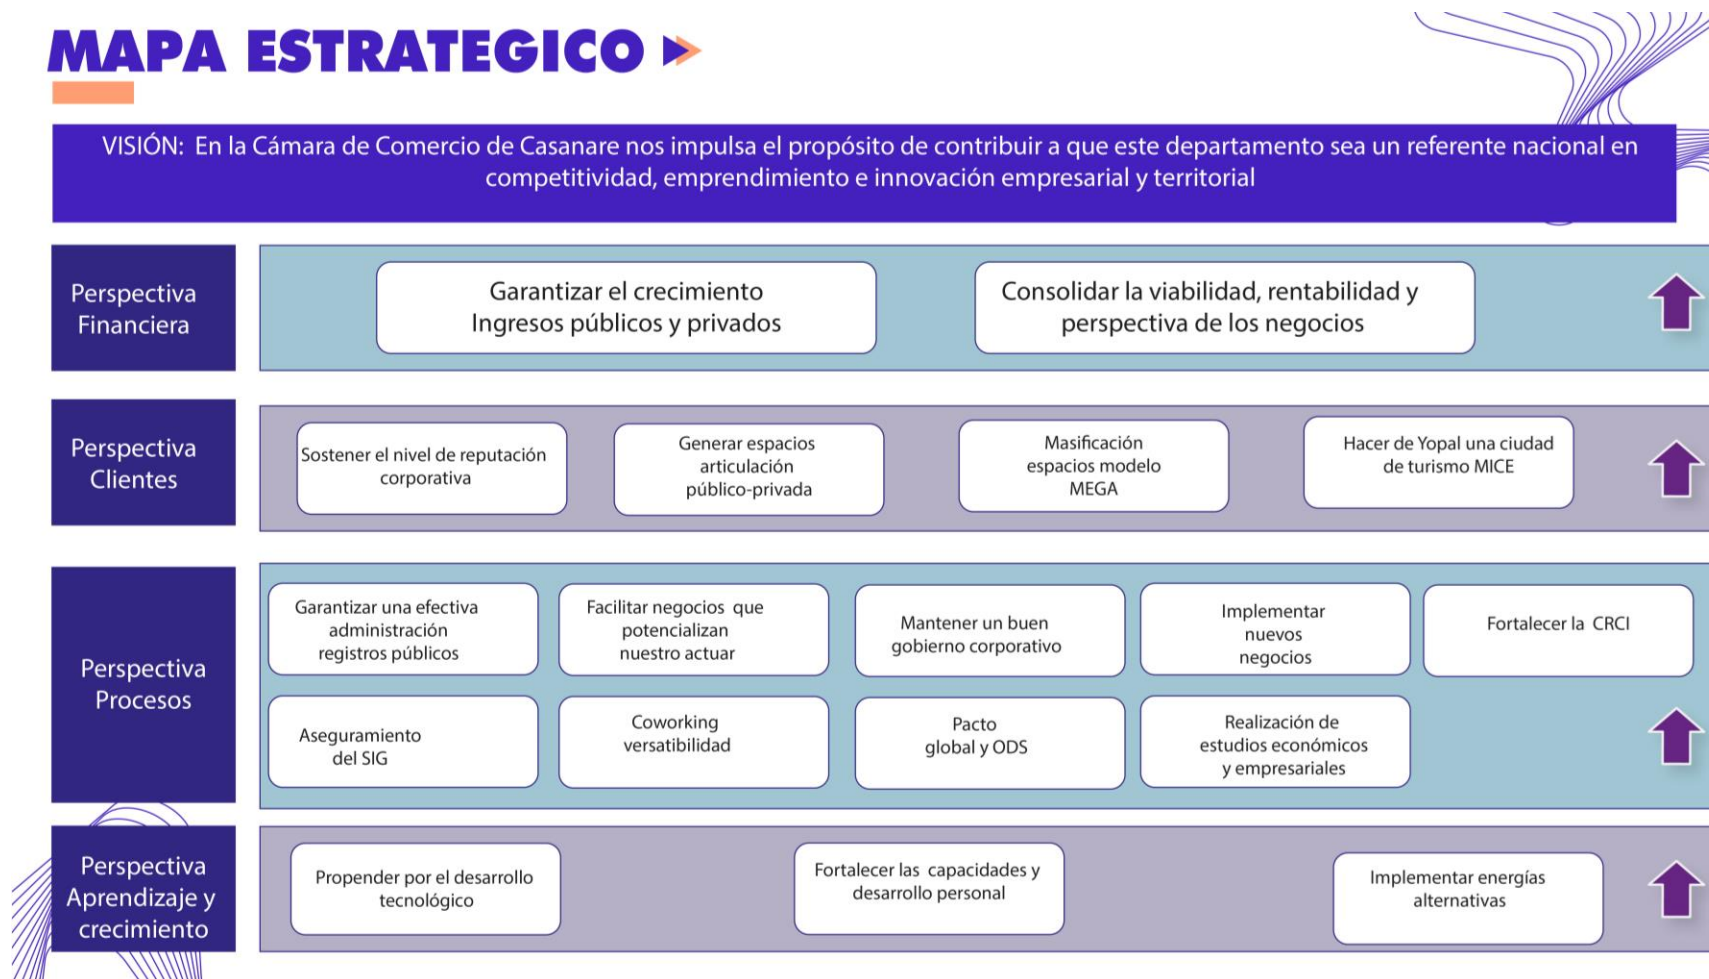 MAPA ESTRATEGICO
VISIÓN: En la Cámara de Comercio de Casanare nos impulsa el propósito de contribuir a que este departamento sea un referente nacional en
competitividad, emprendimiento e innovación empresarial y territorial
Perspectiva
Financiera
Garantizar el crecimiento
Ingresos públicos y privados
Consolidar la viabilidad, rentabilidad y
perspectiva de los negocios
Perspectiva
Clientes
Sostener el nivel de reputación
corporativa
Generar espacios
articulación
público-privada
Masificación
espacios modelo
MEGA
Hacer de Yopal una ciudad
de turismo MICE
Perspectiva
Procesos
Garantizar una efectiva
administración
registros públicos
Facilitar negocios que
potencializan
nuestro actuar
Mantener un buen
gobierno corporativo
Implementar
nuevos
negocios
Fortalecer la CRCI
Aseguramiento
del SIG
Coworking
versatibilidad
Pacto
global y ODS
Realización de
estudios económicos
y empresariales
Perspectiva
Aprendizaje y
crecimiento
Propender por el desarrollo
tecnológico
Fortalecer las capacidades y
desarrollo personal
Implementar energías
alternativas